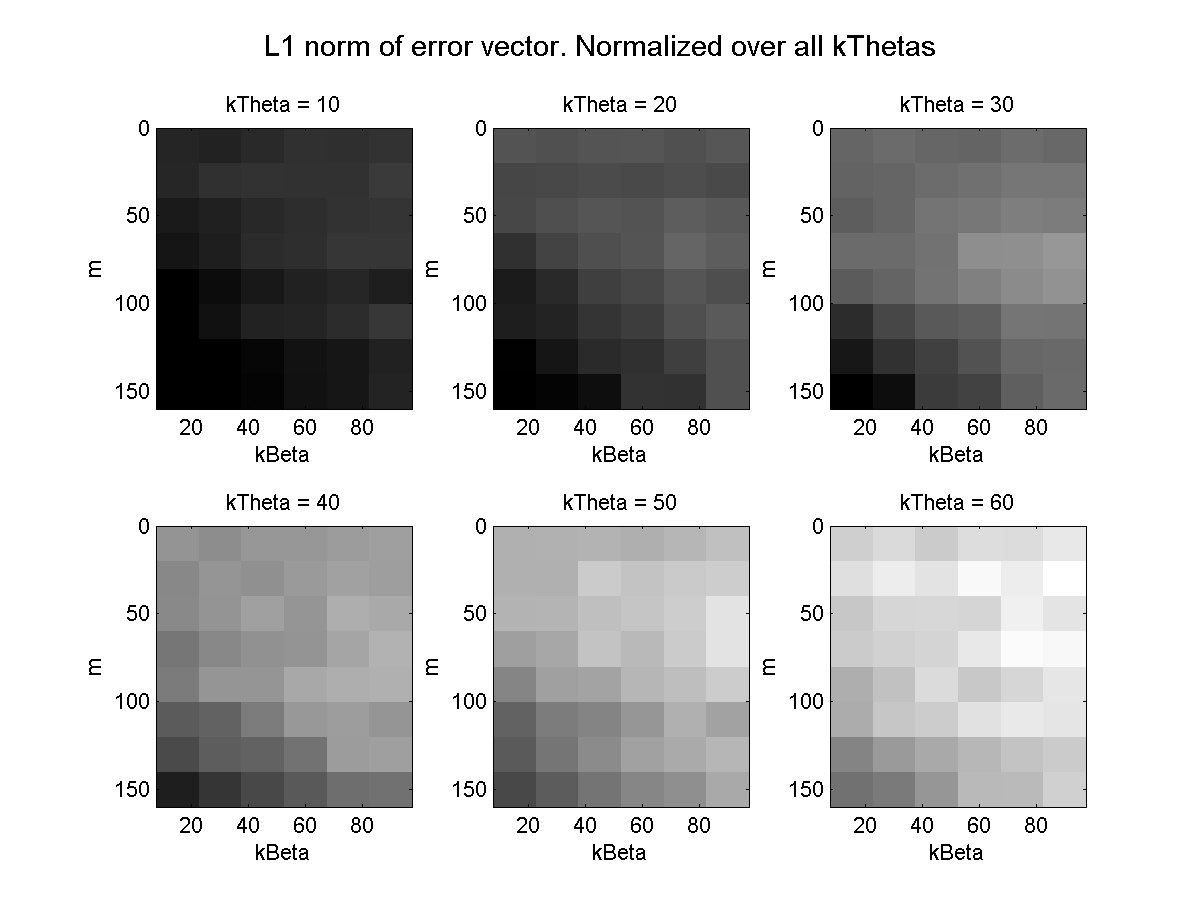 L1 norm of error vector. Normalized over all kThetas
kTheta = 10
0
50
100
150
m
20 40 60 80
kBeta
kTheta = 20
0
50
100
150
m
20 40 60 80
kBeta
kTheta = 30
0
50
100
150
m
20 40 60 80
kBeta
kTheta = 40
0
50
100
150
m
20 40 60 80
kBeta
kTheta = 50
0
50
100
150
m
20 40 60 80
kBeta
kTheta = 60
0
50
100
150
m
20 40 60 80
kBeta